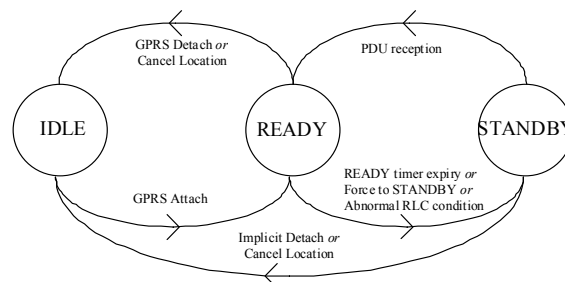 GPRS Detach or
Cancel Location
PDU reception
IDLE
READY
STANDBY
READY timer expiry or
Force to STANDBY or
Abnormal RLC condition
GPRS Attach
Implicit Detach or
Cancel Location